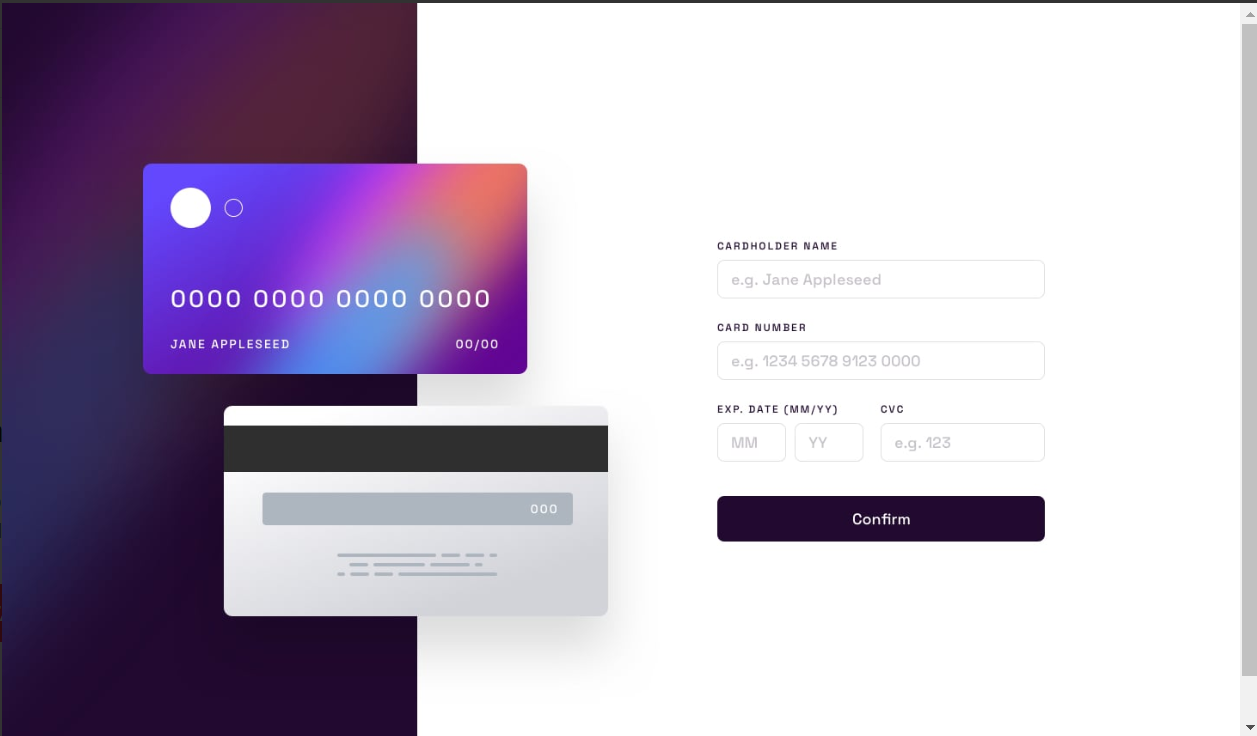 0000 0000 0000 0000
JANE APPLESEED
00/00
000
CARDHOLDER NAME
e.g. Jane Appleseed
CARD NUMBER
e.g. 1234 5678 9123 0000
EXP. DATE (MM/YY)
CVC
MM
YY
e.g. 123
Confirm